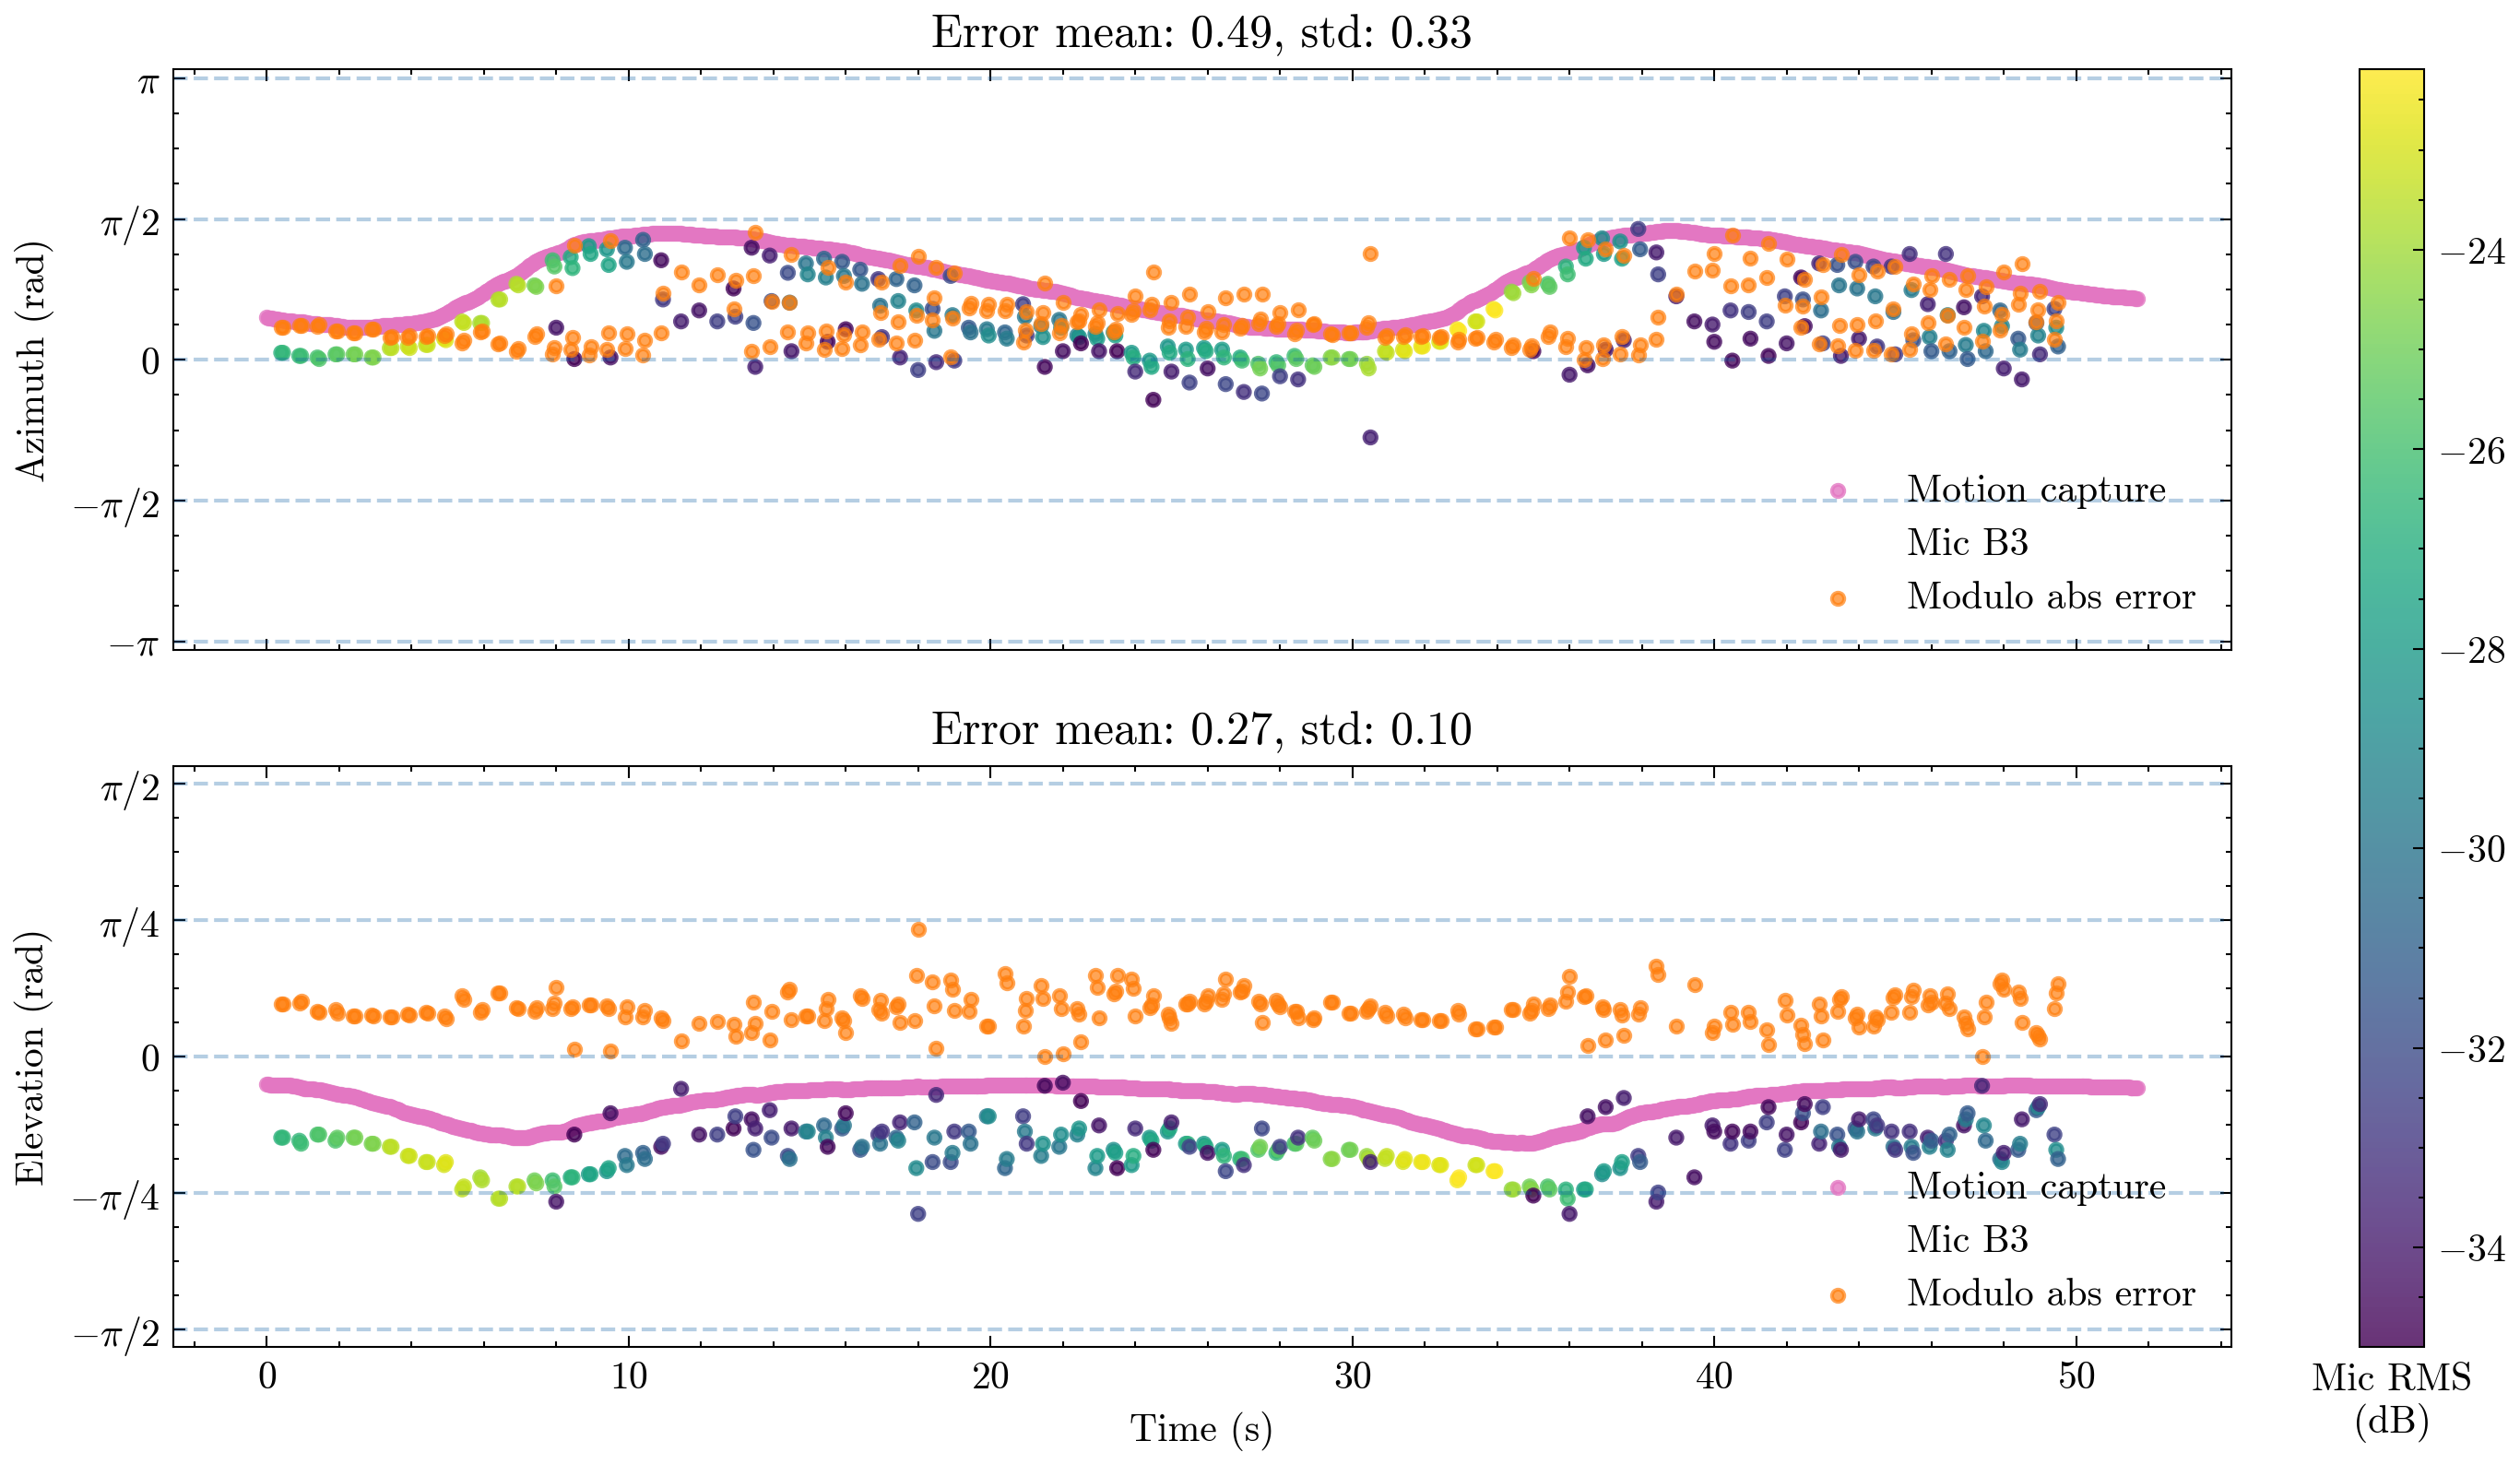 Error mean: 0.49, std: 0.33
π
π/2
0
−π/2
−π
Azimuth (rad)
Motion capture
Mic B3
Modulo abs error
Error mean: 0.27, std: 0.10
π/2
π/4
0
−π/4
−π/2
Elevation (rad)
Motion capture
Mic B3
Modulo abs error
0 10 20 30 40 50
Time (s)
−24
−26
−28
−30
−32
−34
Mic RMS
(dB)